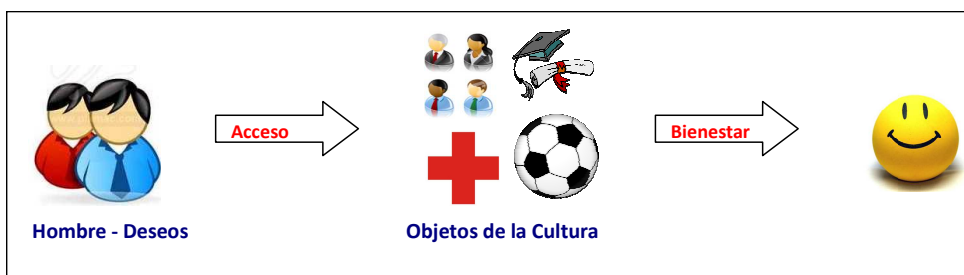 Acceso
Bienestar
Hombre - Deseos
Objetos de la Cultura